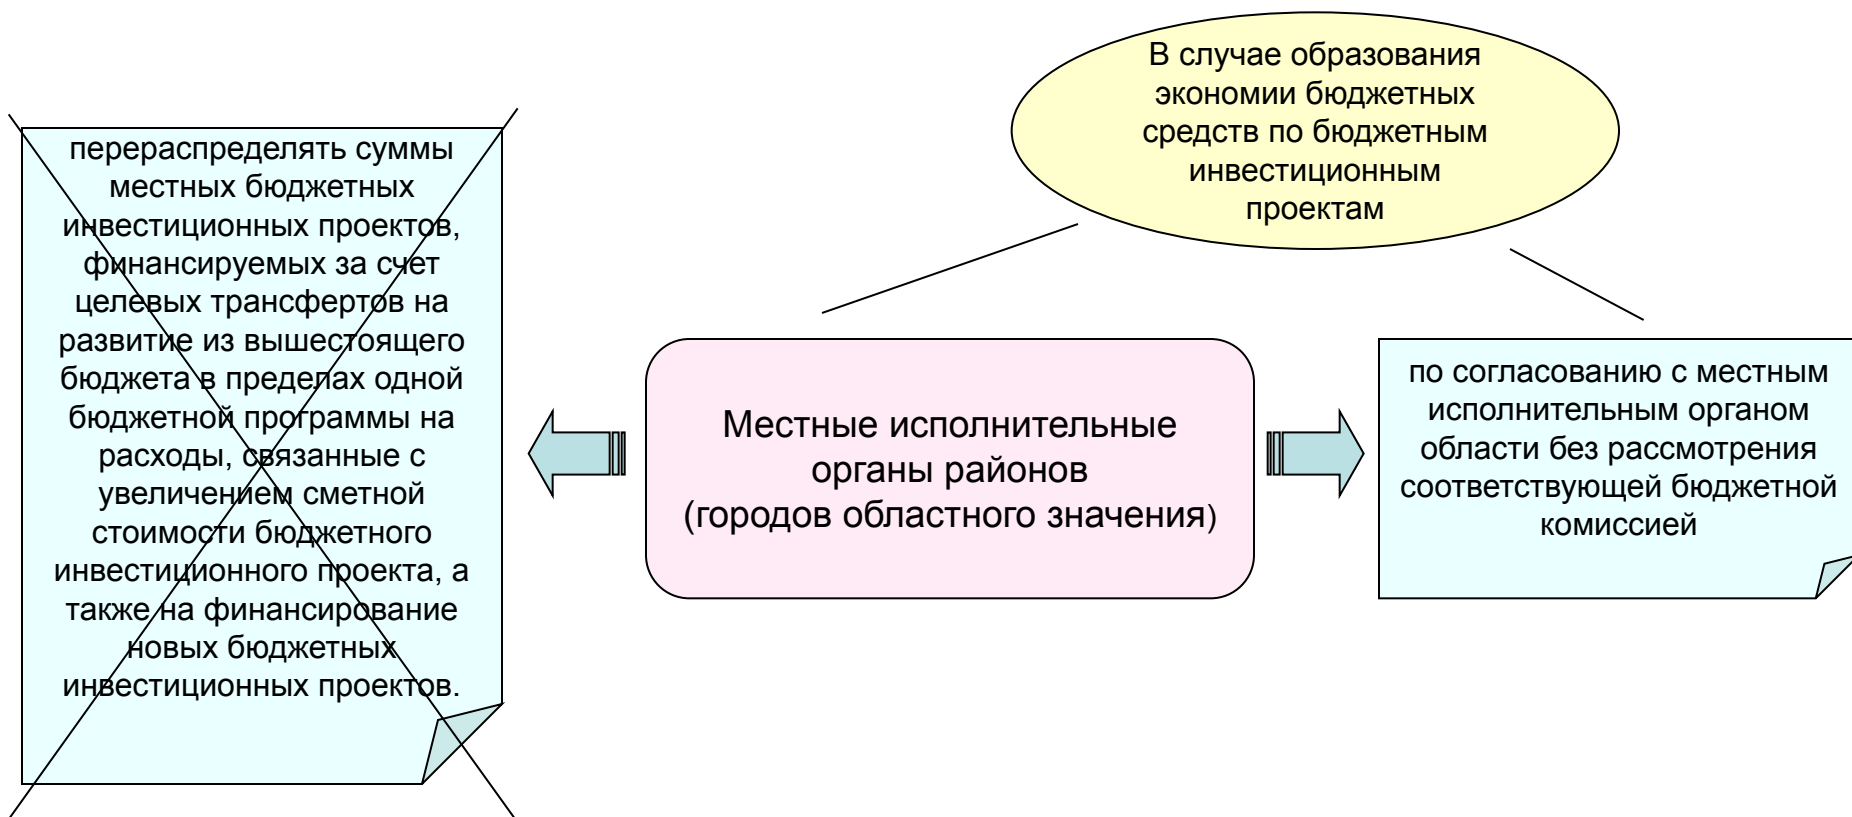 В случае образования
экономии бюджетных
средств по бюджетным
инвестиционным
проектам
перераспределять суммы
местных бюджетных
инвестиционных проектов,
финансируемых за счет
целевых трансфертов на
развитие из вышестоящего
бюджета в пределах одной
бюджетной программы на
расходы, связанные с
увеличением сметной
стоимости бюджетного
инвестиционного проекта, а
также на финансирование
новых бюджетных
инвестиционных проектов.
Местные исполнительные
органы районов
(городов областного значения)
по согласованию с местным
исполнительным органом
области без рассмотрения
соответствующей бюджетной
комиссией